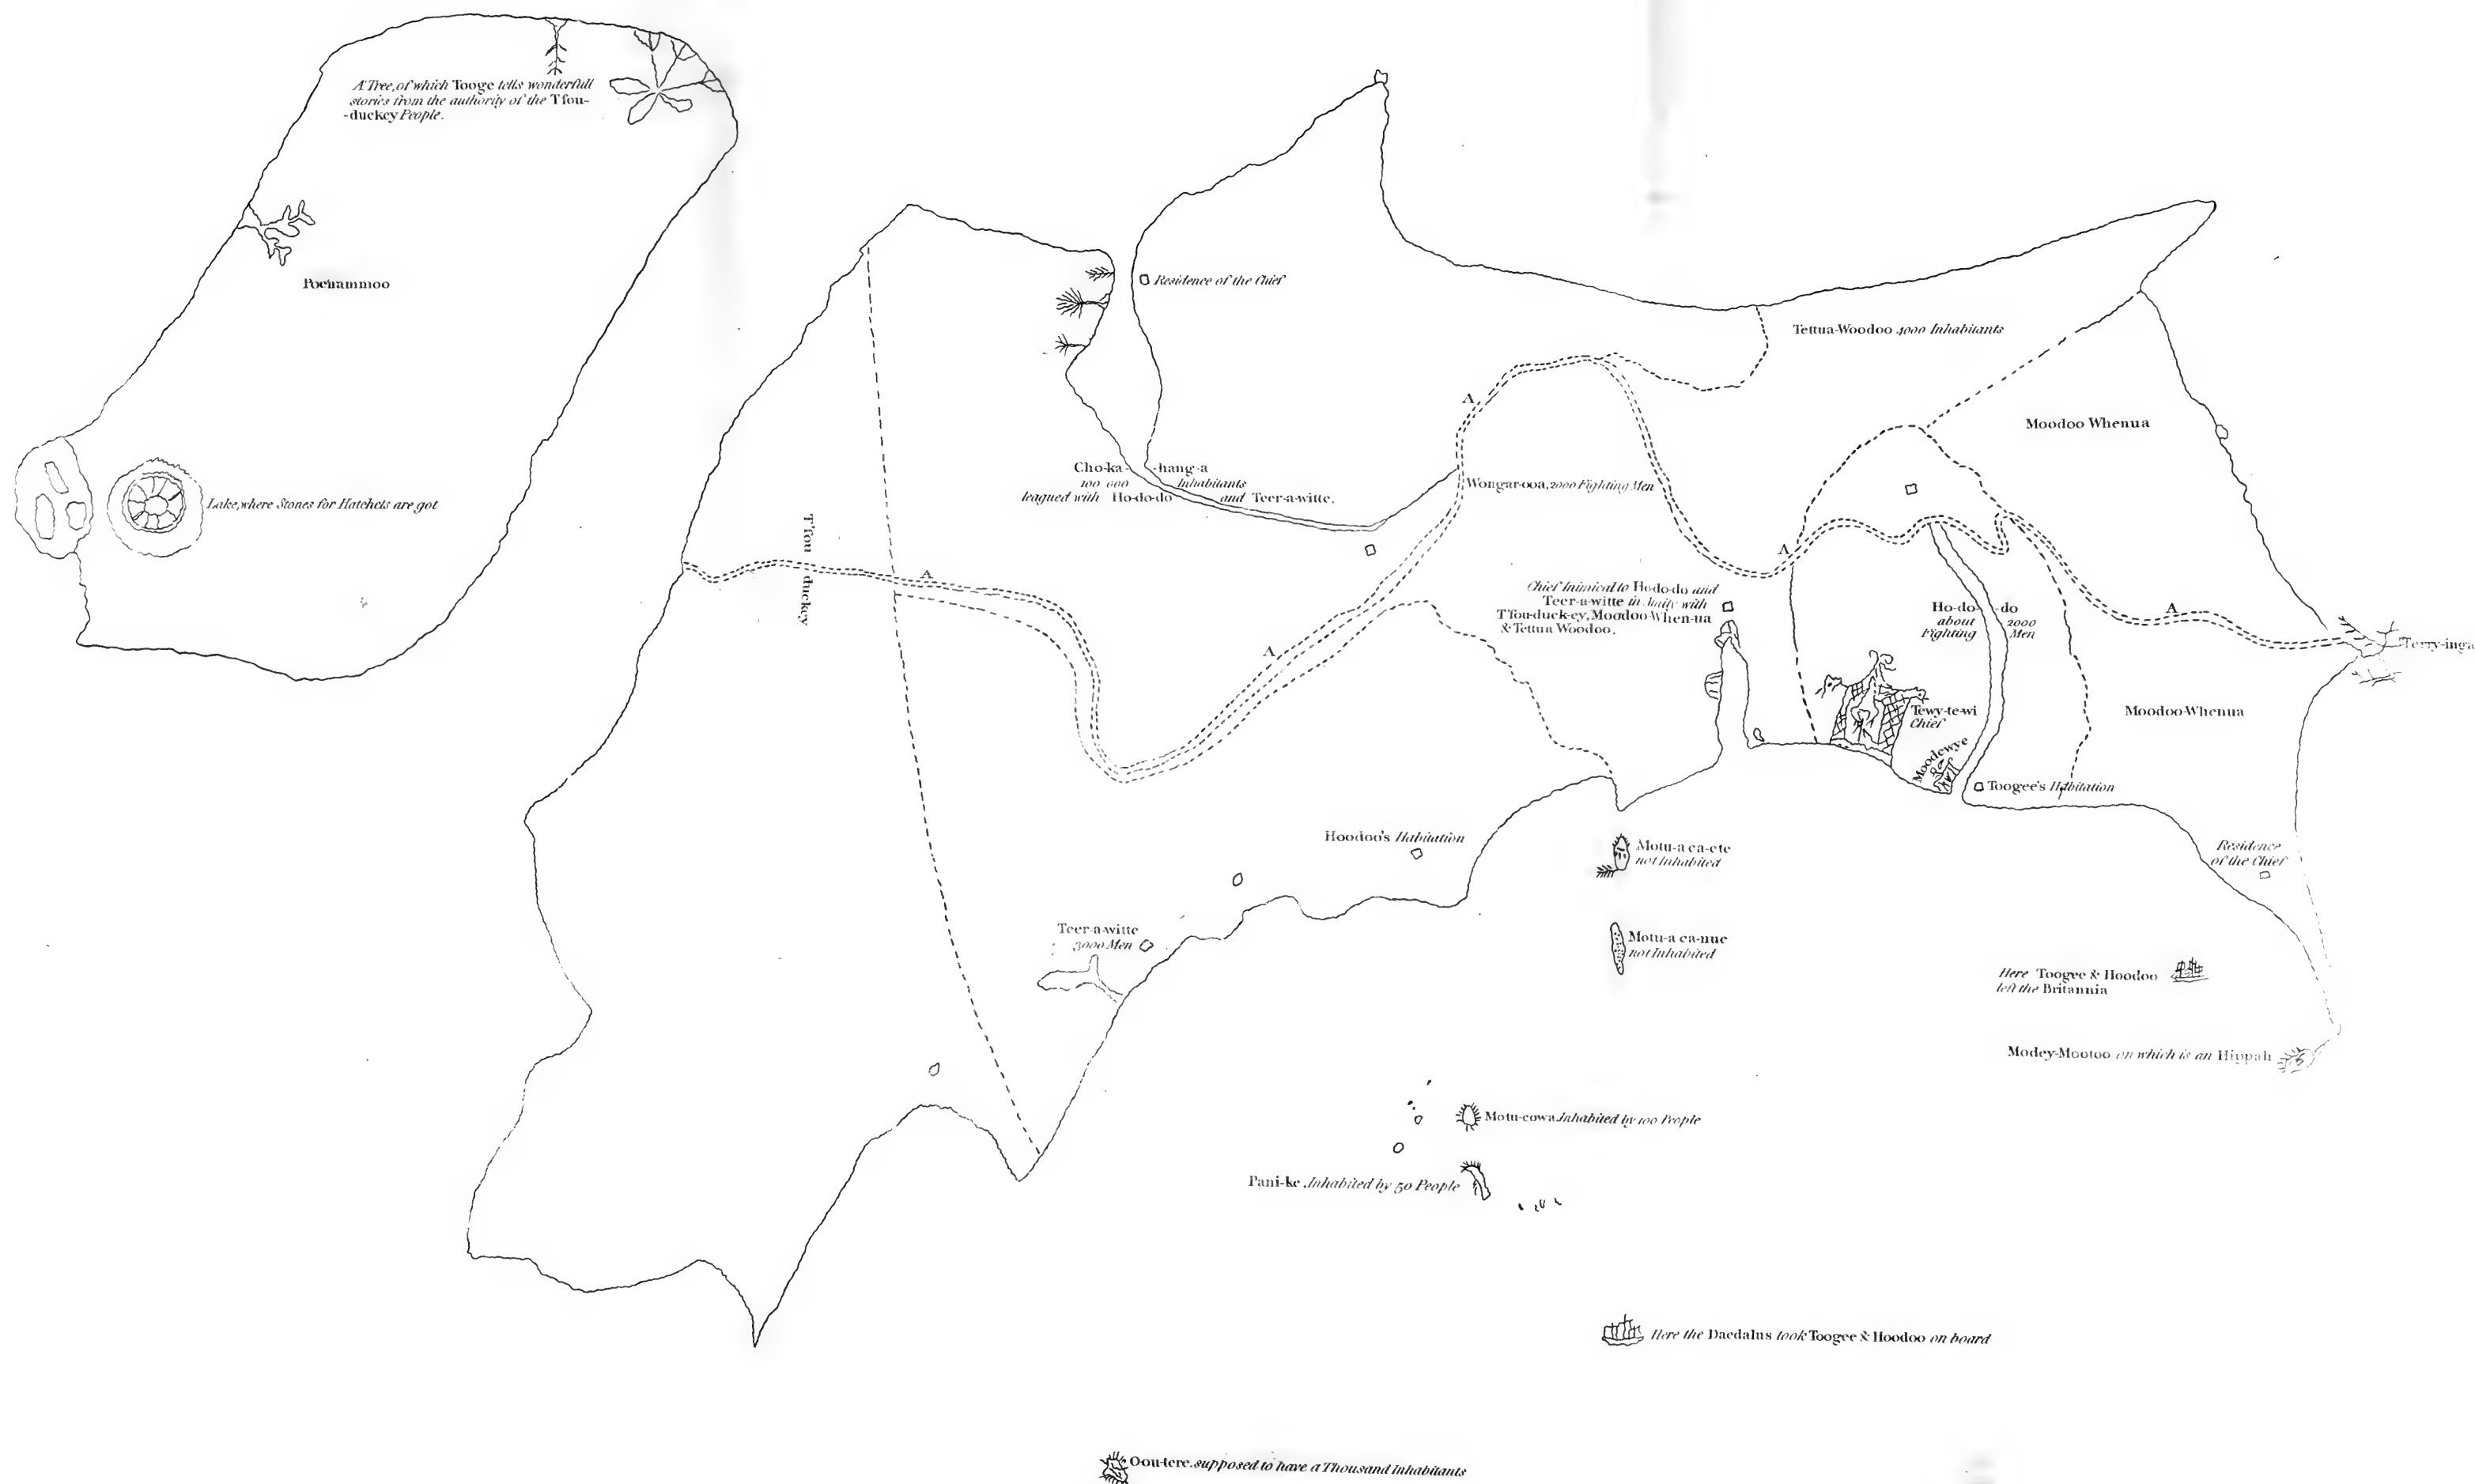 A Tree, of which Tooge tells wonderfull
stories from the authority of the T'fou-
-duckey People.
Poenammoo
Lake, where Stones for Hatchets are got
T'fou duckey
A
Residence of the Chief
Cho-ka- -hang-a
100 000 Inhabitants
leagued with Ho-do-do and Teer-a-witte.
A
Wongar-ooa, 2000 Fighting Men
A
Tettua-Woodoo 4000 Inhabitants
Moodoo Whenua
A
Chief Inimical to Ho-do-do and
Teer-a-witte in Amity with
T'fou-duck-ey, Moodoo-When-ua
& Tettua Woodoo.
Ho-do- -do
about 2000
Fighting Men
A
Terry-inga
Tewy-te-wi
Chief
Moodewye
Moodoo-Whenua
Toogee's Habitation
Hoodoo's Habitation
Motu-a ca-ete
not Inhabited
Residence
of the Chief
Teer-a-witte
3000 Men
Motu-a ca-nue
not Inhabited
Here Toogee & Hoodoo
left the Britannia
Modey-Mootoo on which is an Hippah
Motu-cowa Inhabited by 100 People
Pani-ke, Inhabited by 50 People
Here the Daedalus took Toogee & Hoodoo on board
Oou-tere. supposed to have a Thousand Inhabitants